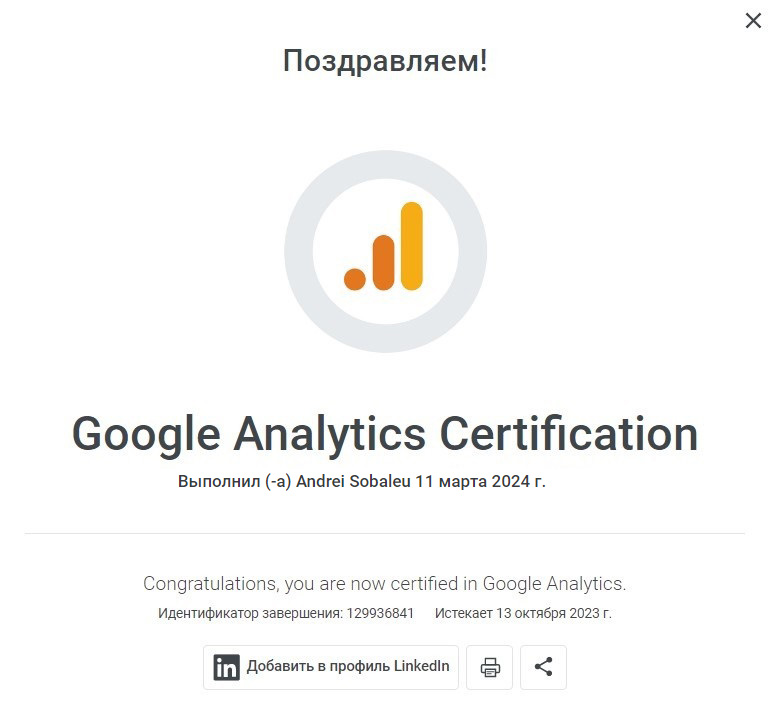 Поздравляем!
Google Analytics Certification
Выполнил (-а) Andrei Sobaleu 11 марта 2024 г.
Congratulations, you are now certified in Google Analytics.
Идентификатор завершения: 129936841 Истекает 13 октября 2023 г.
in Добавить в профиль LinkedIn